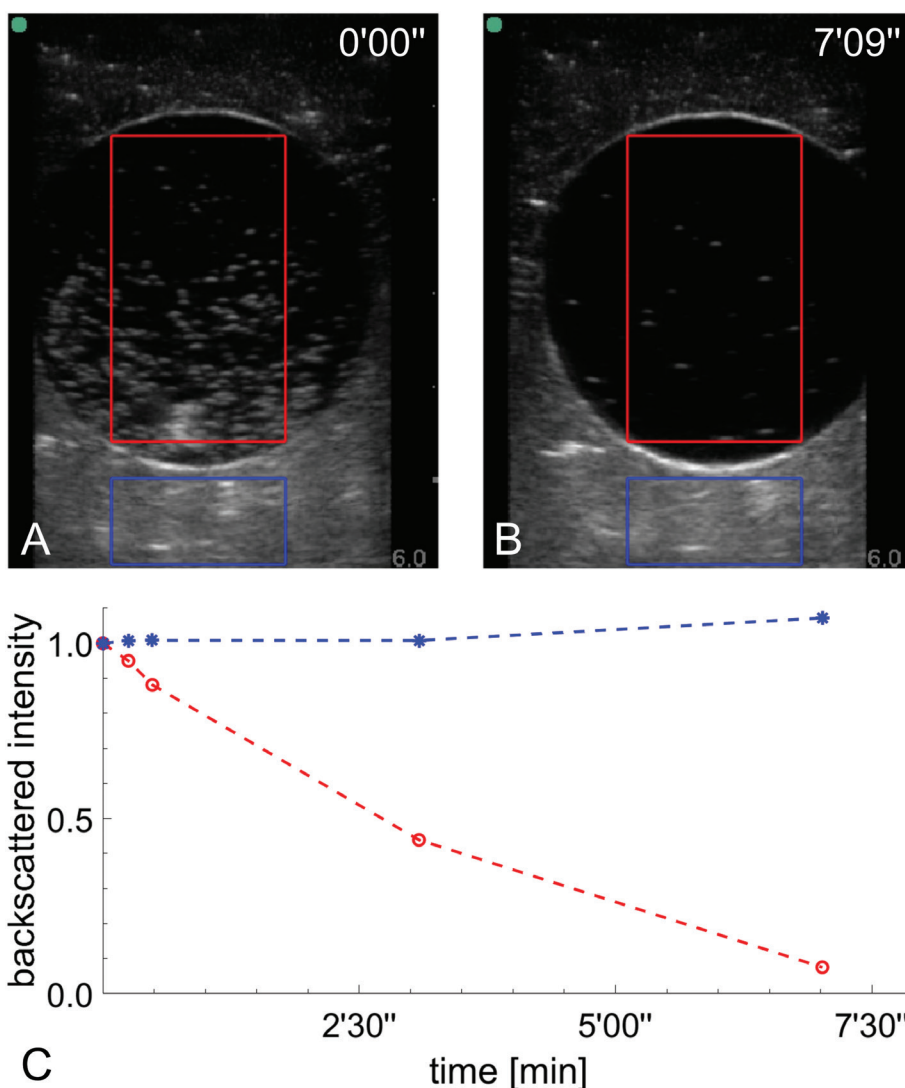 0'00" 7'09"
A 6.0 B 6.0
backscattered intensity
1.0
0.5
0.0
2'30" 5'00" 7'30"
time [min]
C